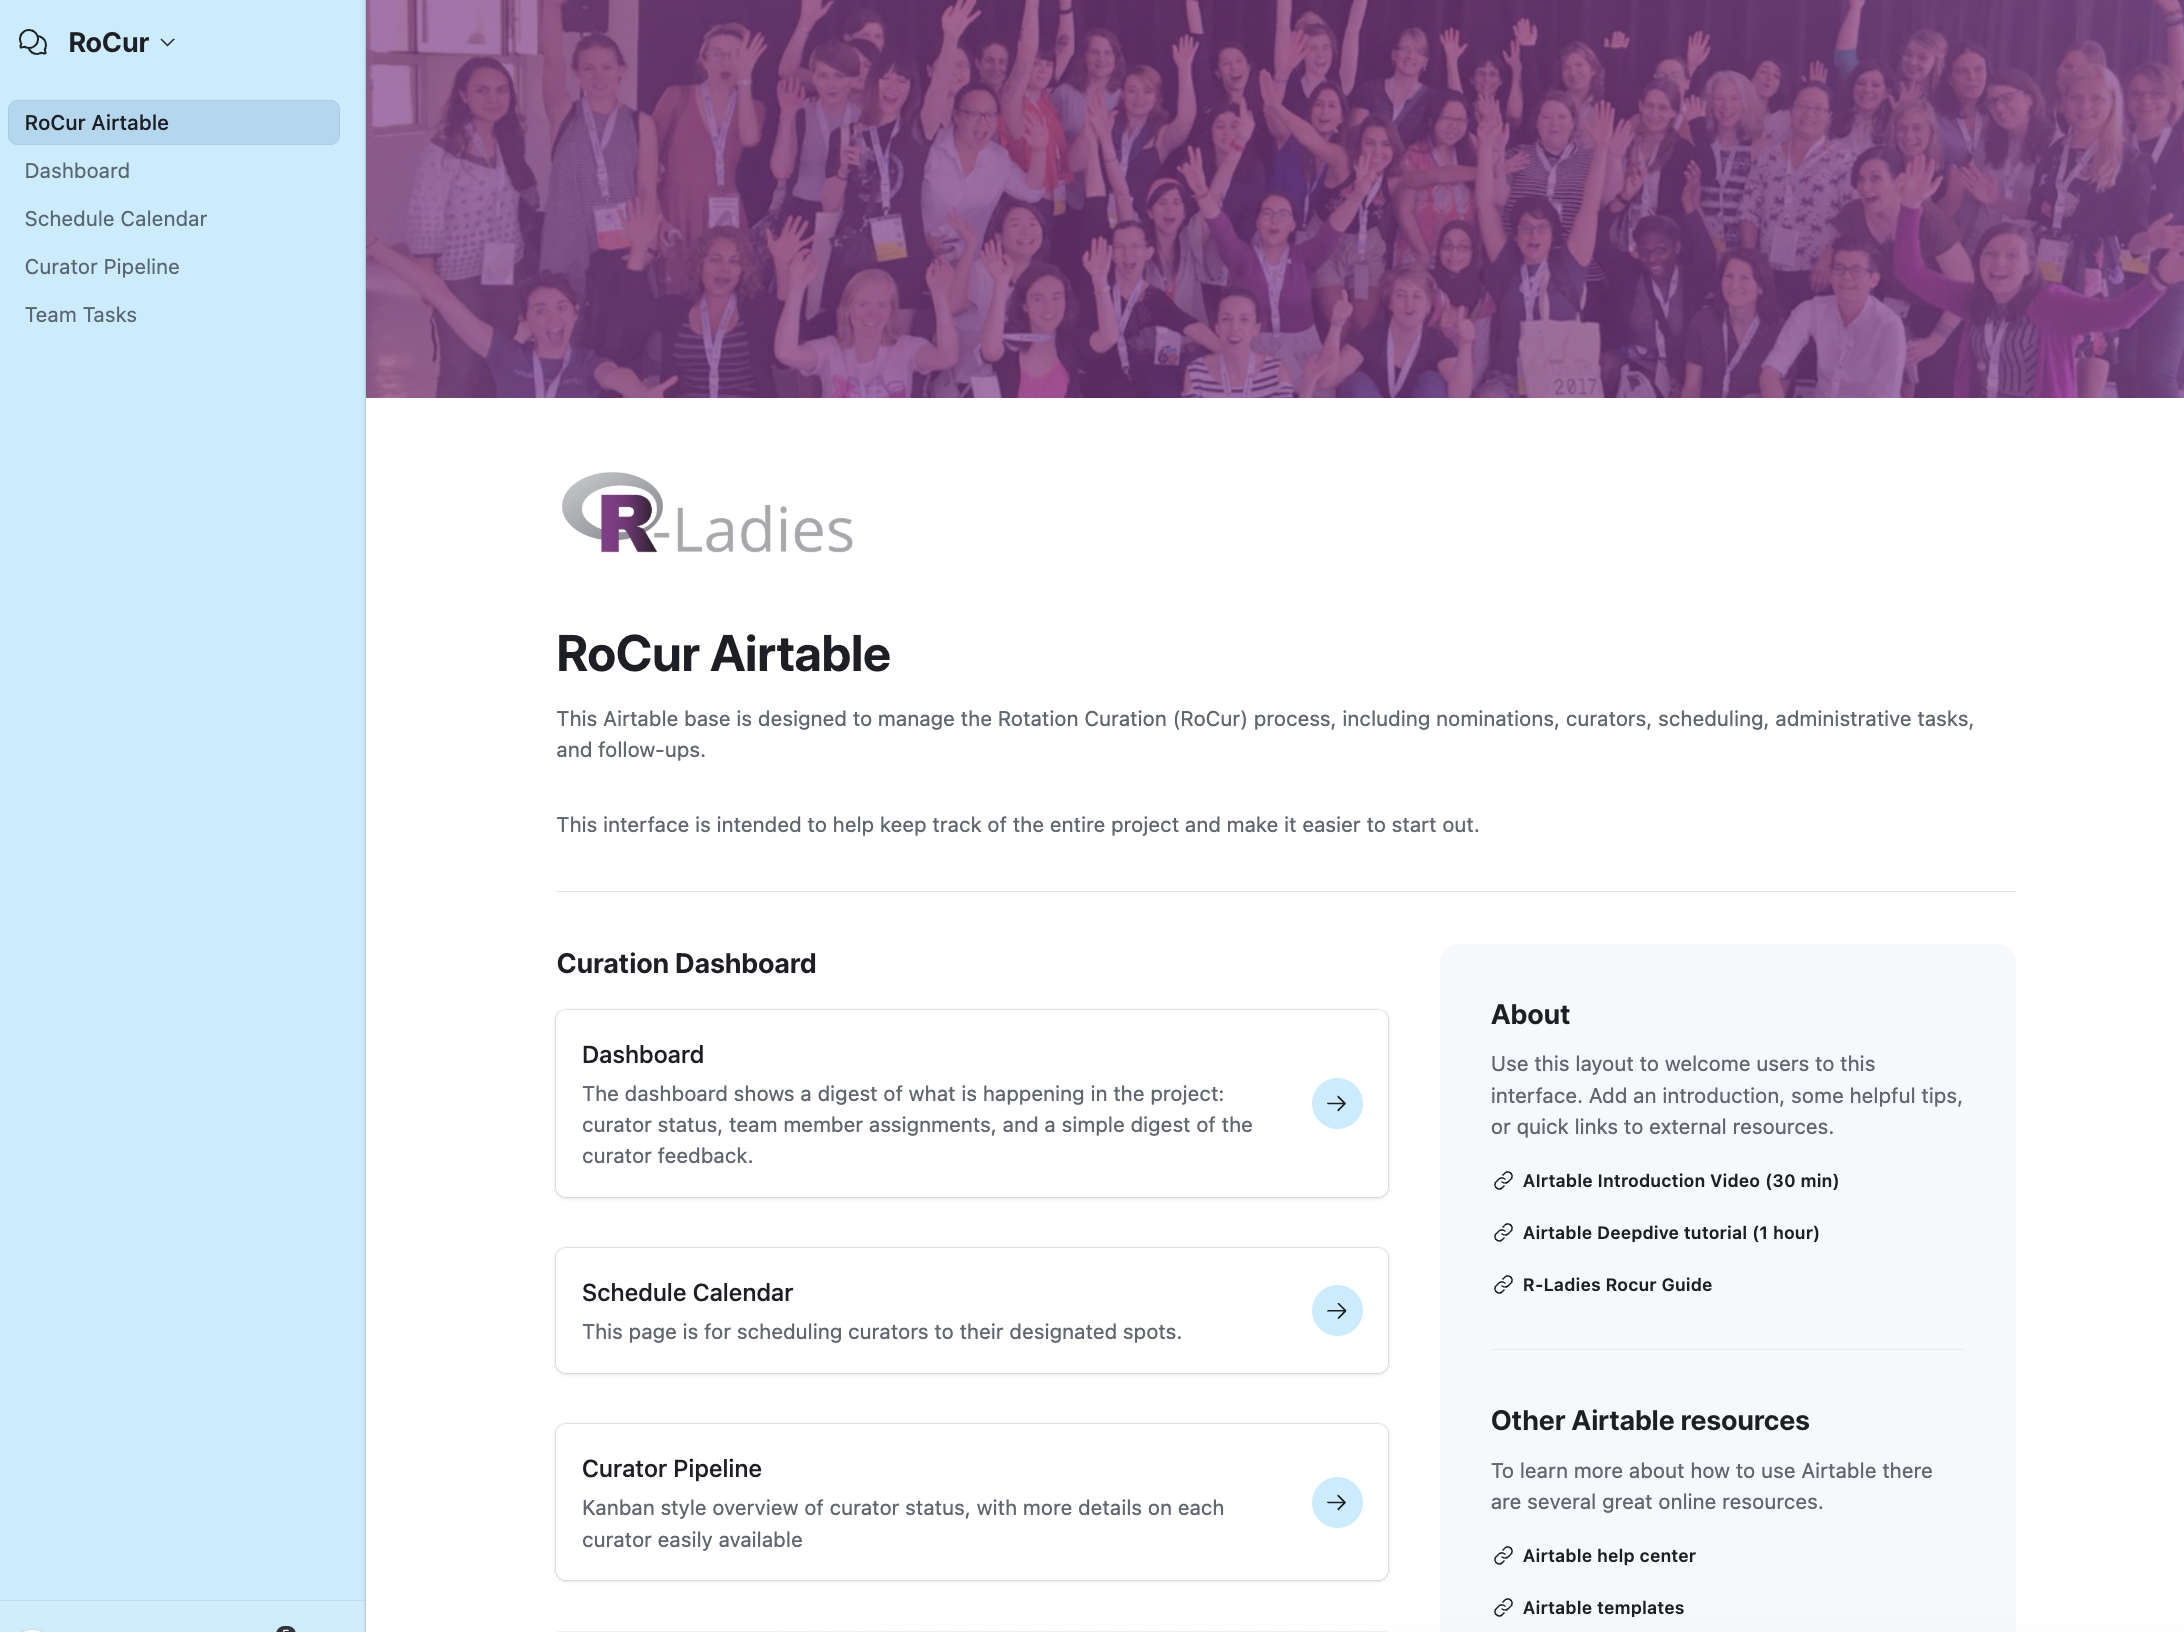 RoCur
RoCur Airtable
Dashboard
Schedule Calendar
Curator Pipeline
Team Tasks
2017
R-Ladies
RoCur Airtable
This Airtable base is designed to manage the Rotation Curation (RoCur) process, including nominations, curators, scheduling, administrative tasks,
and follow-ups.
This interface is intended to help keep track of the entire project and make it easier to start out.
Curation Dashboard
Dashboard
The dashboard shows a digest of what is happening in the project:
curator status, team member assignments, and a simple digest of the
curator feedback.
Schedule Calendar
This page is for scheduling curators to their designated spots.
Curator Pipeline
Kanban style overview of curator status, with more details on each
curator easily available
About
Use this layout to welcome users to this
interface. Add an introduction, some helpful tips,
or quick links to external resources.
AIrtable Introduction Video (30 min)
Airtable Deepdive tutorial (1 hour)
R-Ladies Rocur Guide
Other Airtable resources
To learn more about how to use Airtable there
are several great online resources.
Airtable help center
Airtable templates